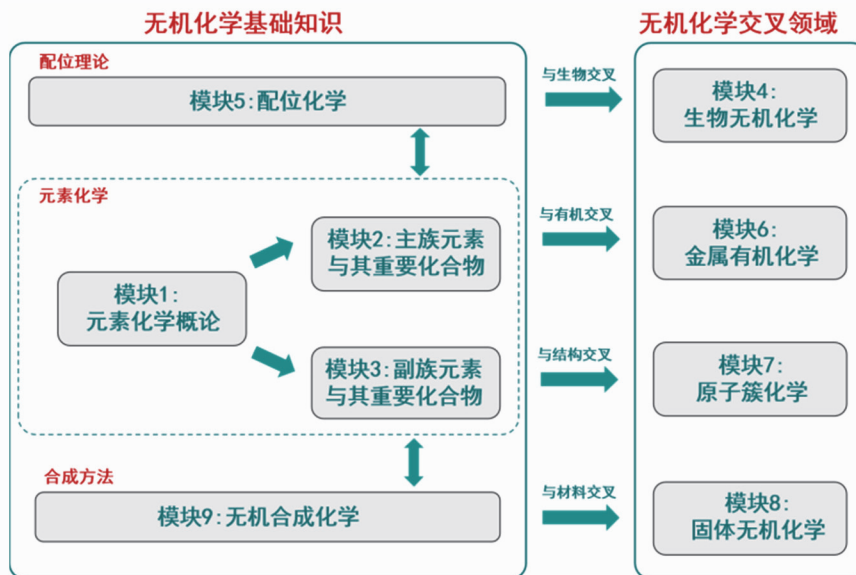 无机化学基础知识
无机化学交叉领域
配位理论
模块5:配位化学
元素化学
模块1:
元素化学概论
模块2:主族元素
与其重要化合物
模块3:副族元素
与其重要化合物
合成方法
模块9:无机合成化学
与生物交叉
与有机交叉
与结构交叉
与材料交叉
模块4:
生物无机化学
模块6:
金属有机化学
模块7:
原子簇化学
模块8:
固体无机化学